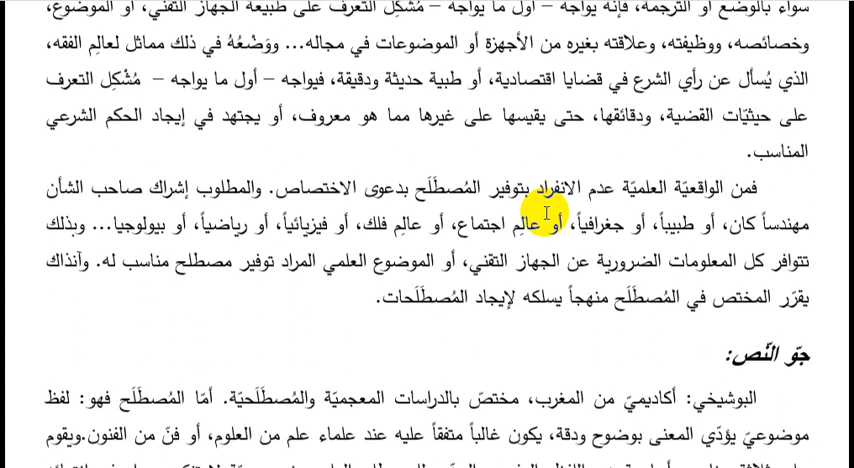 سواء بالوضع أو الترجمة، فإنه يواجه – أول ما يواجه – مُشْكِل التعرف على طبيعة الجهاز التقني، أو الموضوع،
وخصائصه، ووظيفته، وعلاقته بغيره من الأجهزة أو الموضوعات في مجاله... ووَضْعُهُ في ذلك مماثل لعالِم الفقه،
الذي يُسأل عن رأي الشرع في قضايا اقتصادية، أو طبية حديثة ودقيقة، فيواجه – أول ما يواجه – مُشْكِل التعرف
على حيثيّات القضية، ودقائقها، حتى يقيسها على غيرها مما هو معروف، أو يجتهد في إيجاد الحكم الشرعي
المناسب.
فمن الواقعيّة العلميّة عدم الانفراد بتوفير المُصطَلَح بدعوى الاختصاص. والمطلوب إشراك صاحب الشأن
مهندساً كان، أو طبيباً، أو جغرافياً، أو عالِم اجتماع، أو عالِم فلك، أو فيزيائياً، أو رياضياً، أو بيولوجيا... وبذلك
تتوافر كل المعلومات الضرورية عن الجهاز التقني، أو الموضوع العلمي المراد توفير مصطلح مناسب له. وآنذاك
يقرّر المختص في المُصطَلَح منهجاً يسلكه لإيجاد المُصطَلَحات.
جوّ النّص:
البوشيخي: أكاديميّ من المغرب، مختصّ بالدراسات المعجميّة والمُصطَلَحيّة. أمّا المُصطَلَح فهو: لفظ
موضوعيّ يؤدّي المعنى بوضوح ودقة، يكون غالباً متفقاً عليه عند علماء علم من العلوم، أو فنّ من الفنون.ويقوم